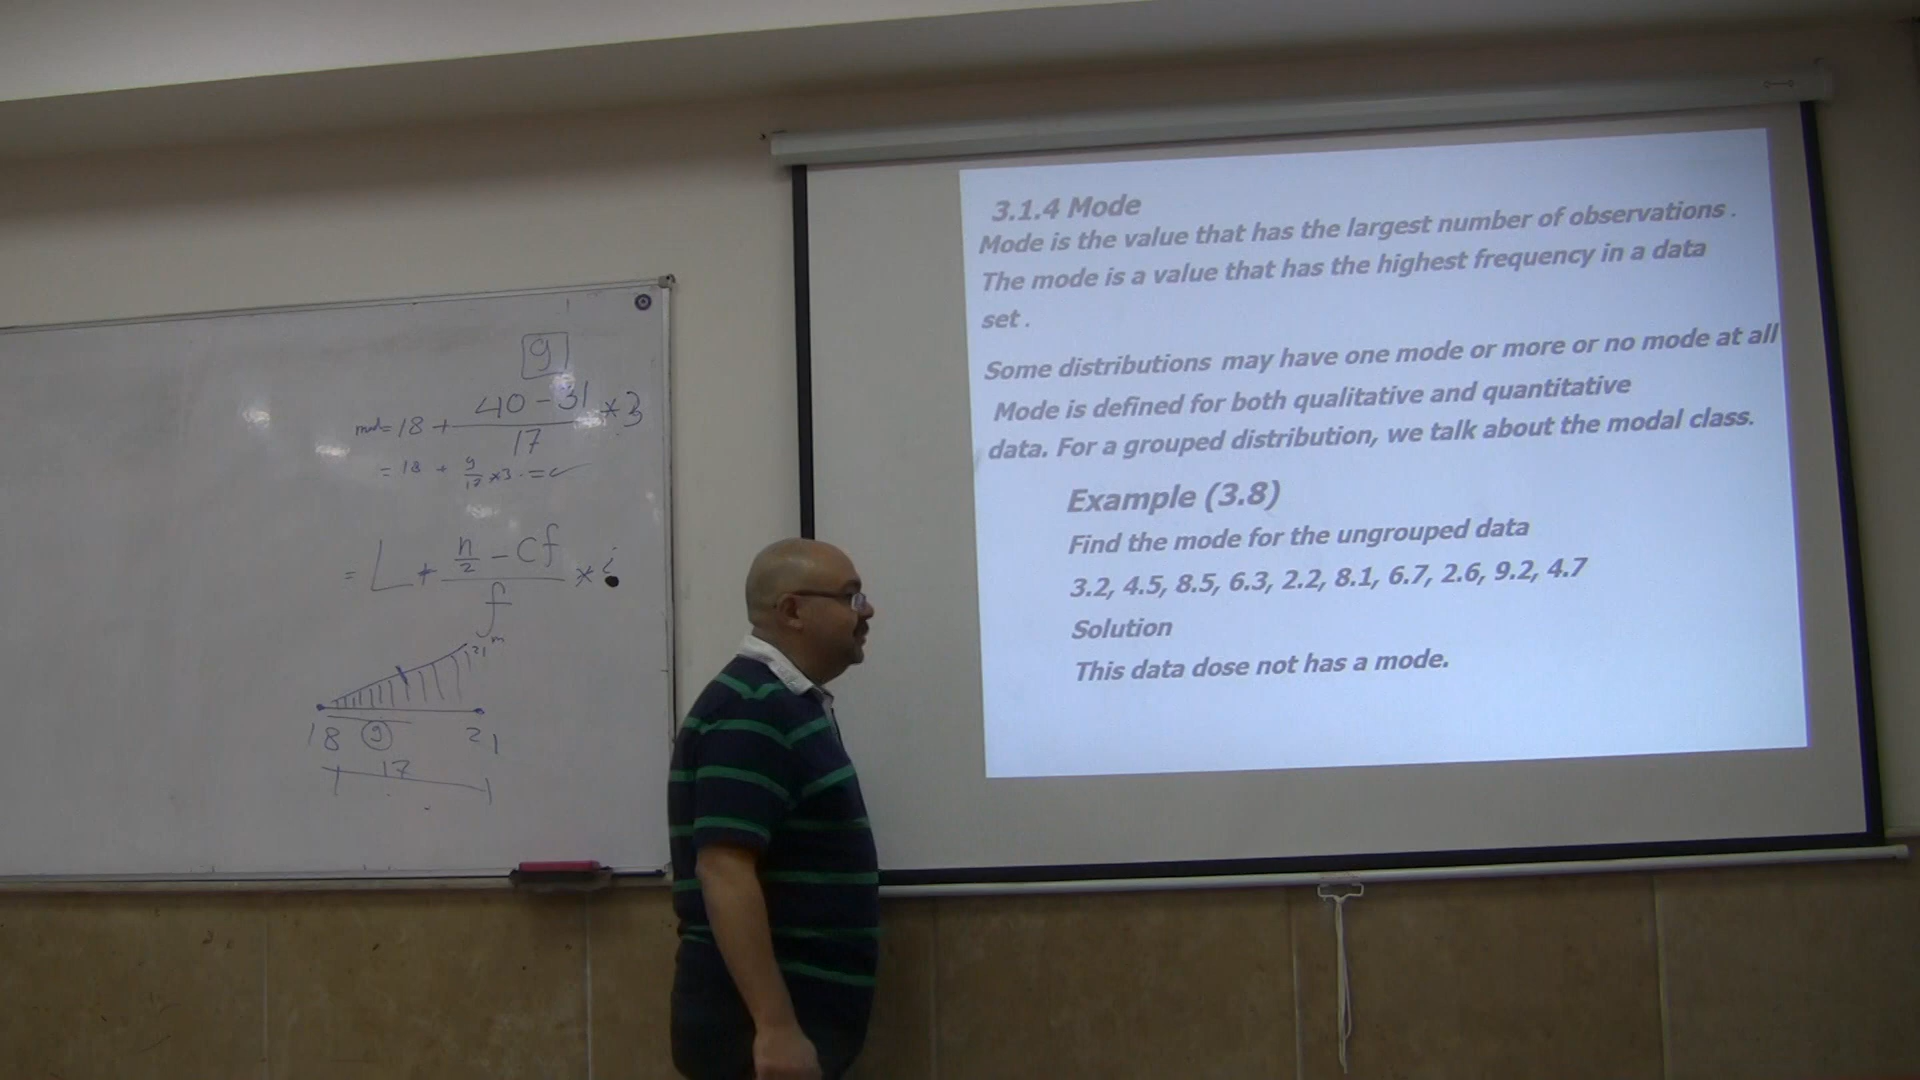 9
med = 18 + 40 - 31 / 17 * 3
= 18 + 9/17 * 3 =
= L + n/2 - cf / f * i
m
21
18 9 21
17
3.1.4 Mode
Mode is the value that has the largest number of observations .
The mode is a value that has the highest frequency in a data
set .
Some distributions may have one mode or more or no mode at all
Mode is defined for both qualitative and quantitative
data. For a grouped distribution, we talk about the modal class.
Example (3.8)
Find the mode for the ungrouped data
3.2, 4.5, 8.5, 6.3, 2.2, 8.1, 6.7, 2.6, 9.2, 4.7
Solution
This data dose not has a mode.